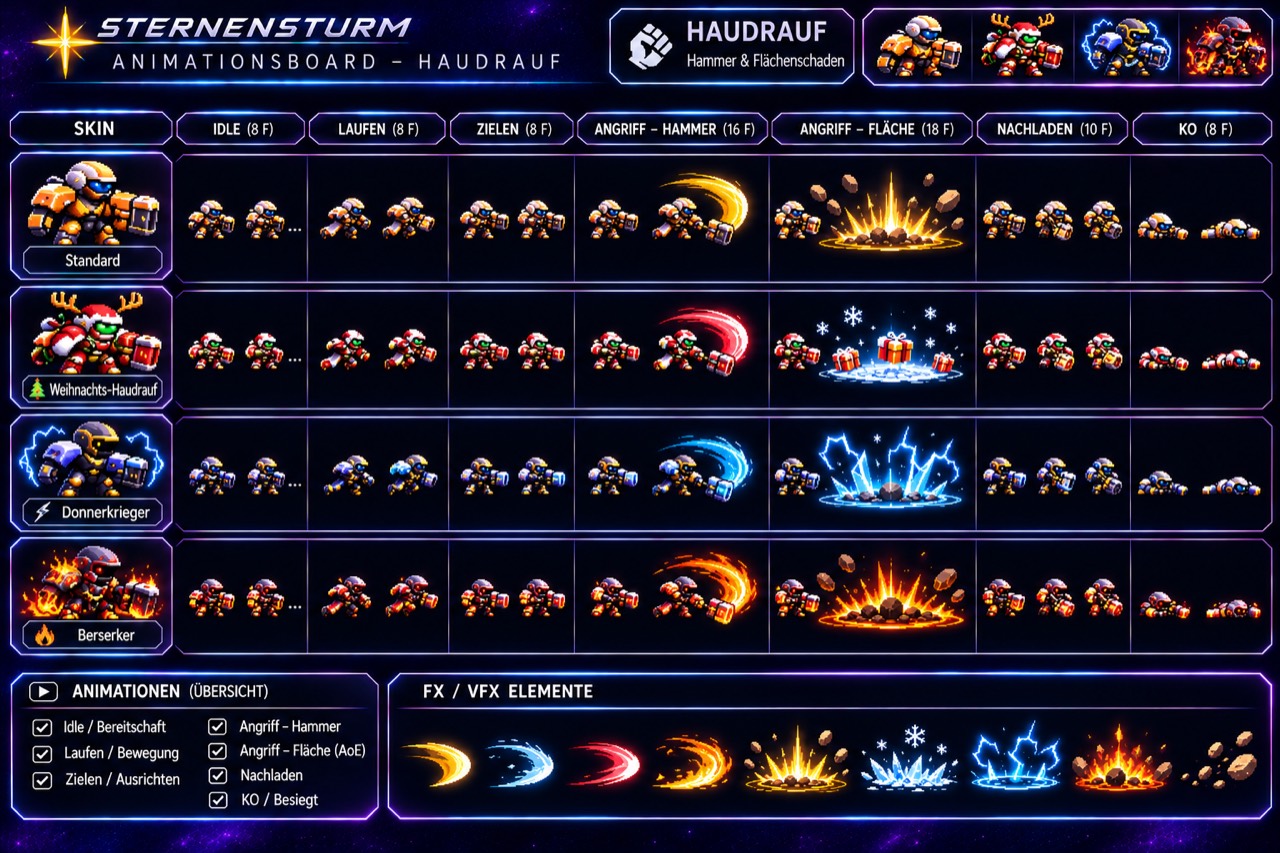 STERNENSTURM
ANIMATIONSBOARD – HAUDRAUF
HAUDRAUF
Hammer & Flächenschaden
SKIN
IDLE (8 F)
LAUFEN (8 F)
ZIELEN (8 F)
ANGRIFF – HAMMER (16 F)
ANGRIFF – FLÄCHE (18 F)
NACHLADEN (10 F)
KO (8 F)
Standard
...
Weihnachts-Haudrauf
...
Donnerkrieger
...
Berserker
...
ANIMATIONEN (ÜBERSICHT)
Idle / Bereitschaft
Laufen / Bewegung
Zielen / Ausrichten
Angriff – Hammer
Angriff – Fläche (AoE)
Nachladen
KO / Besiegt
FX / VFX ELEMENTE